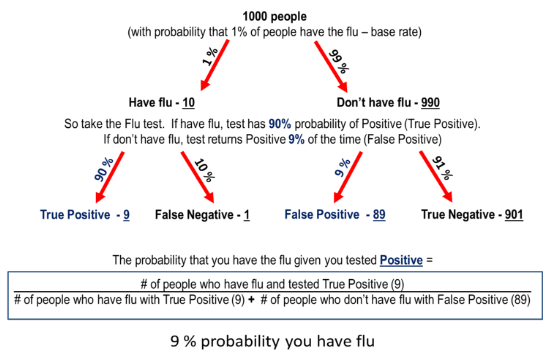 1000 people
(with probability that 1% of people have the flu – base rate)
1 %
99 %
Have flu - 10
Don't have flu - 990
So take the Flu test. If have flu, test has 90% probability of Positive (True Positive).
If don't have flu, test returns Positive 9% of the time (False Positive)
90 %
10 %
9 %
91 %
True Positive - 9
False Negative - 1
False Positive - 89
True Negative - 901
The probability that you have the flu given you tested Positive =
# of people who have flu and tested True Positive (9)
# of people who have flu with True Positive (9) + # of people who don't have flu with False Positive (89)
9 % probability you have flu